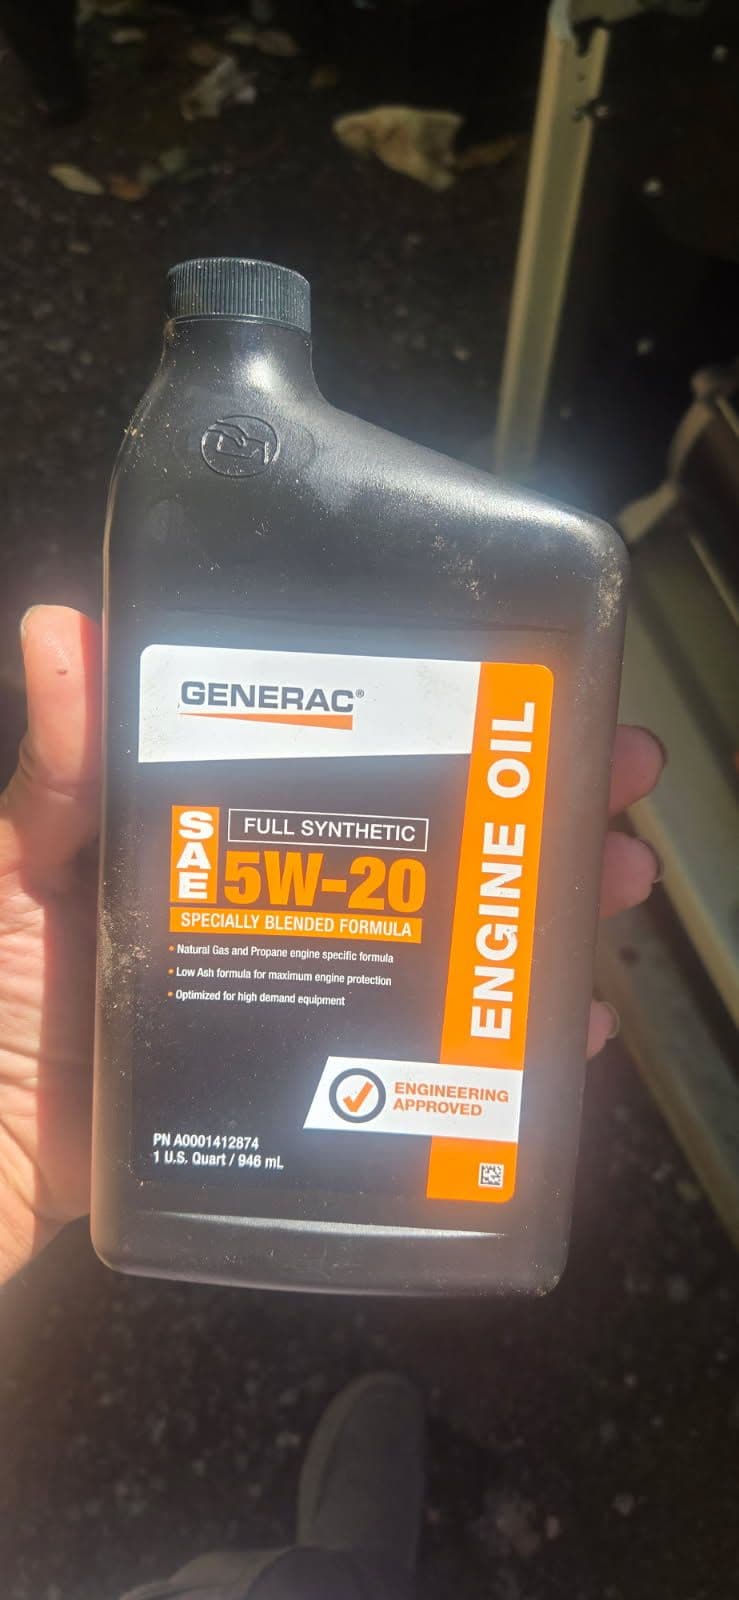 GENERAC®
ENGINE OIL
SAE
FULL SYNTHETIC
5W-20
SPECIALLY BLENDED FORMULA
• Natural Gas and Propane engine specific formula
• Low Ash formula for maximum engine protection
• Optimized for high demand equipment
ENGINEERING
APPROVED
PN A0001412874
1 U.S. Quart / 946 mL